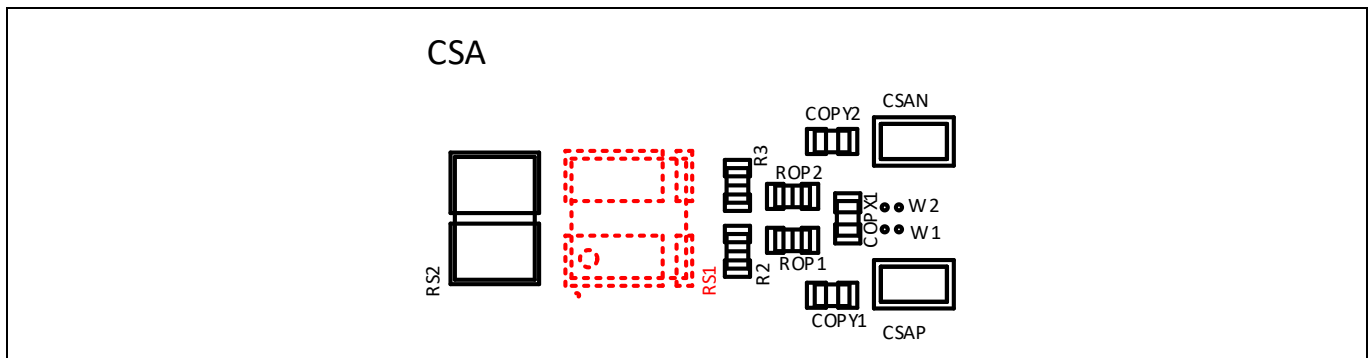 CSA
CSAN
COPY2
R3
ROP2
COPX1
W2
W1
RS2
RS1
R2
ROP1
COPY1
CSAP